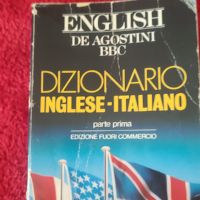 ENGLISH
DE AGOSTINI
BBC
DIZIONARIO
INGLESE-ITALIANO
parte prima
EDIZIONE FUORI COMMERCIO